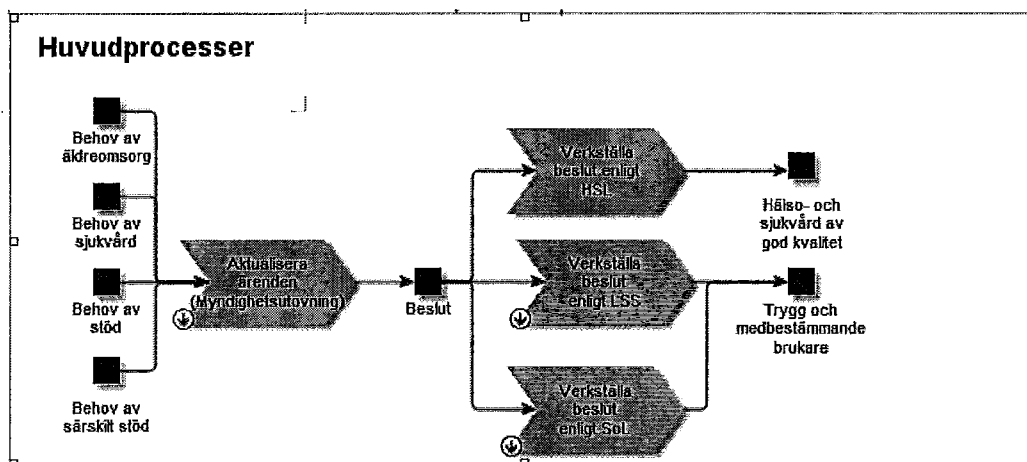 Huvudprocesser
Behov av
äldreomsorg
Behov av
sjukvård
Behov av
stöd
Behov av
särskilt stöd
Aktualisera
ärenden
(Myndighetsutövning)
Beslut
Verkställa
beslut enligt
HSL
Verkställa
beslut
enligt LSS
Verkställa
beslut
enligt SoL
Hälso- och
sjukvård av
god kvalitet
Trygg och
medbestämmande
brukare